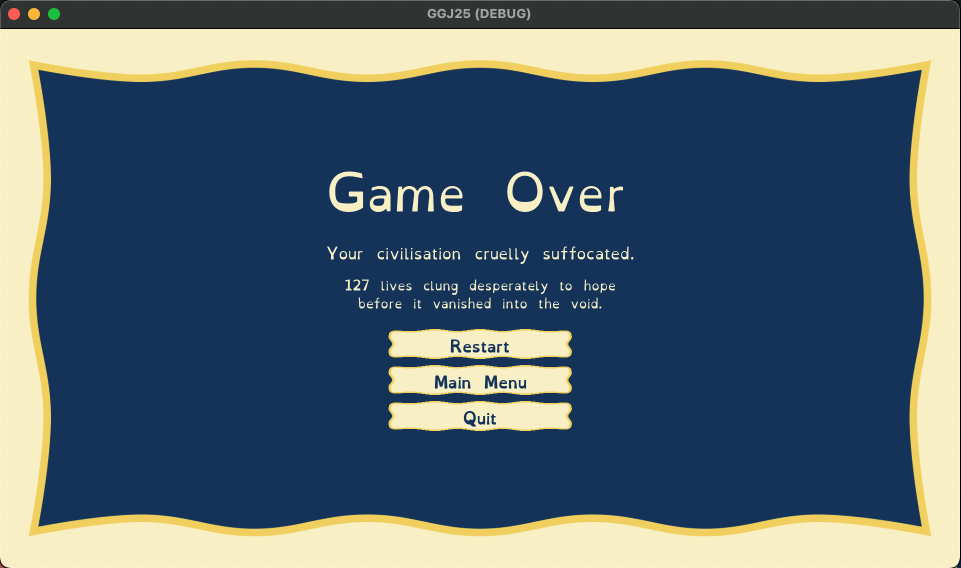 GGJ25 (DEBUG)
Game Over
Your civilisation cruelly suffocated.
127 lives clung desperately to hope
before it vanished into the void.
Restart
Main Menu
Quit